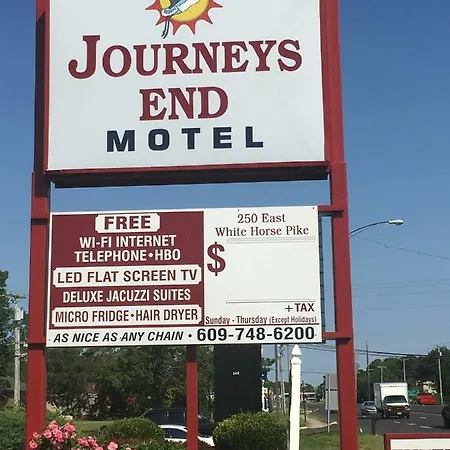 JOURNEYS
END
MOTEL
FREE
WI-FI INTERNET
TELEPHONE•HBO
LED FLAT SCREEN TV
DELUXE JACUZZI SUITES
MICRO FRIDGE•HAIR DRYER
250 East
White Horse Pike
$
+TAX
Sunday - Thursday (Except Holidays)
AS NICE AS ANY CHAIN • 609-748-6200